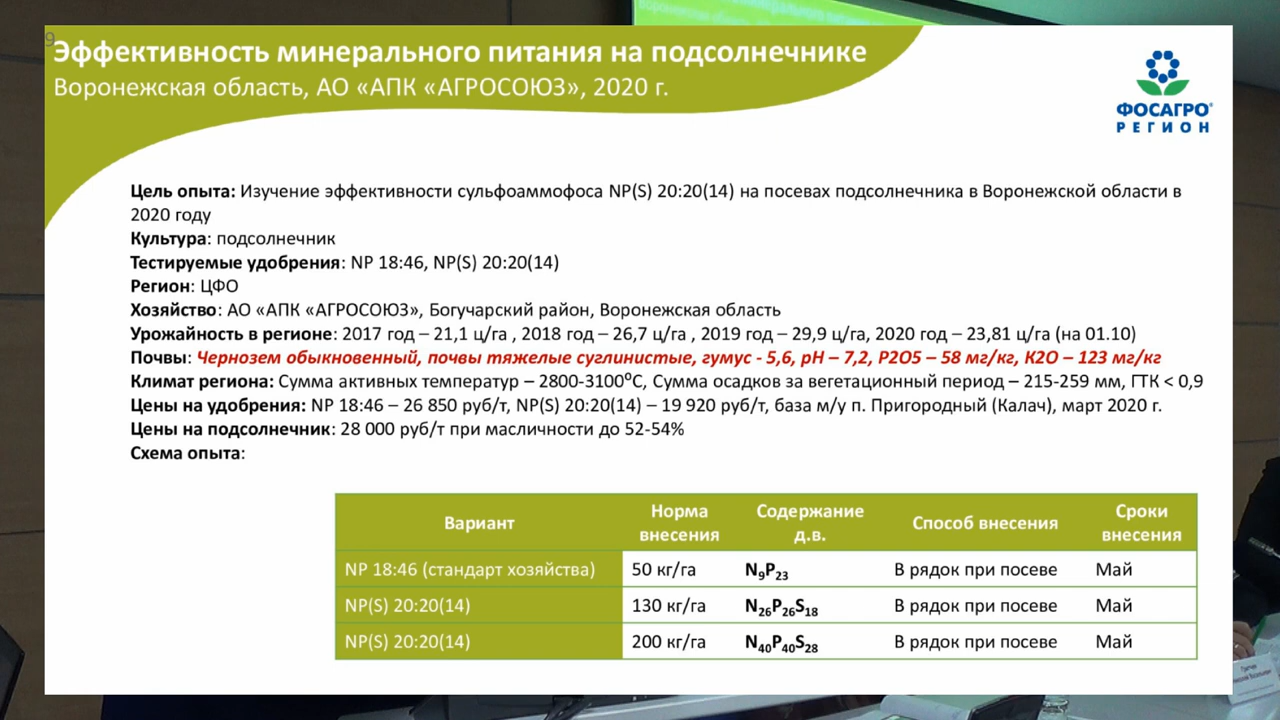 9
Эффективность минерального питания на подсолнечнике
Воронежская область, АО «АПК «АГРОСОЮЗ», 2020 г.
ФОСАГРО®
РЕГИОН
Цель опыта: Изучение эффективности сульфоаммофоса NP(S) 20:20(14) на посевах подсолнечника в Воронежской области в
2020 году
Культура: подсолнечник
Тестируемые удобрения: NP 18:46, NP(S) 20:20(14)
Регион: ЦФО
Хозяйство: АО «АПК «АГРОСОЮЗ», Богучарский район, Воронежская область
Урожайность в регионе: 2017 год – 21,1 ц/га , 2018 год – 26,7 ц/га , 2019 год – 29,9 ц/га, 2020 год – 23,81 ц/га (на 01.10)
Почвы: Чернозем обыкновенный, почвы тяжелые суглинистые, гумус - 5,6, pH – 7,2, P2O5 – 58 мг/кг, K2O – 123 мг/кг
Климат региона: Сумма активных температур – 2800-3100⁰С, Сумма осадков за вегетационный период – 215-259 мм, ГТК < 0,9
Цены на удобрения: NP 18:46 – 26 850 руб/т, NP(S) 20:20(14) – 19 920 руб/т, база м/у п. Пригородный (Калач), март 2020 г.
Цены на подсолнечник: 28 000 руб/т при масличности до 52-54%
Схема опыта:
Вариант Норма внесения Содержание д.в. Способ внесения Сроки внесения
NP 18:46 (стандарт хозяйства) 50 кг/га N₉P₂₃ В рядок при посеве Май
NP(S) 20:20(14) 130 кг/га N₂₆P₂₆S₁₈ В рядок при посеве Май
NP(S) 20:20(14) 200 кг/га N₄₀P₄₀S₂₈ В рядок при посеве Май